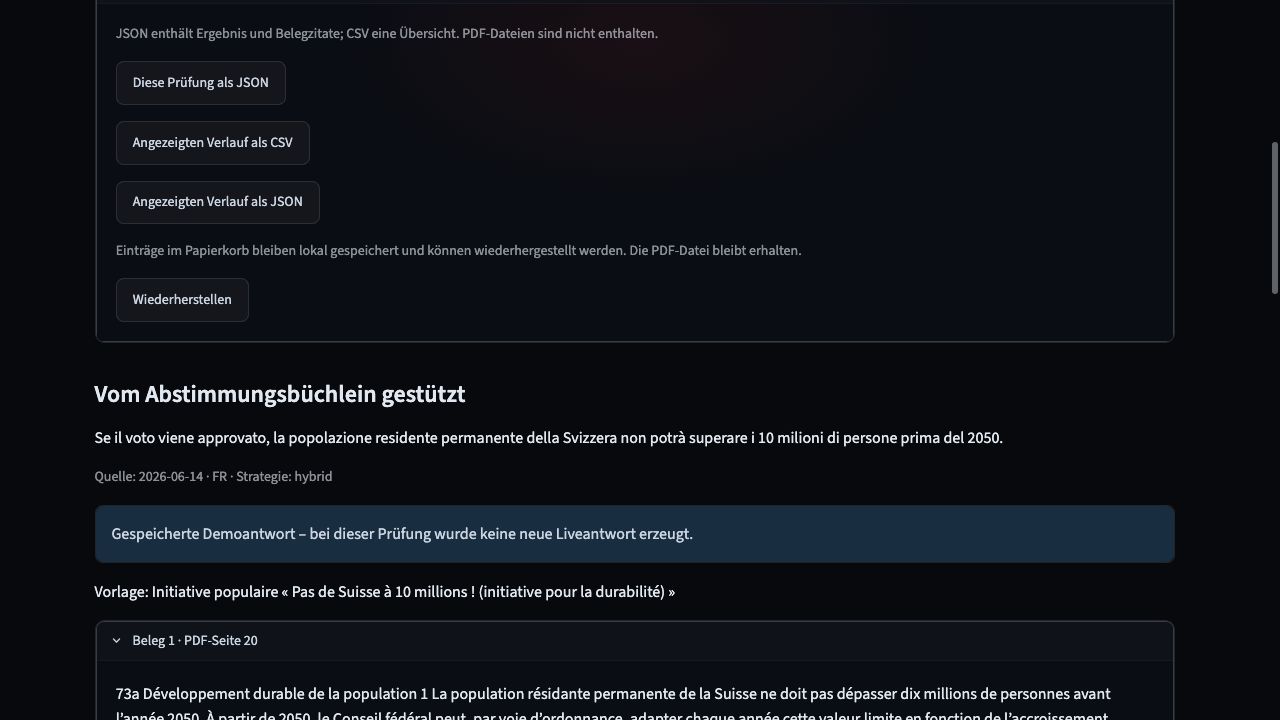 JSON enthält Ergebnis und Belegzitate; CSV eine Übersicht. PDF-Dateien sind nicht enthalten.
Diese Prüfung als JSON
Angezeigten Verlauf als CSV
Angezeigten Verlauf als JSON
Einträge im Papierkorb bleiben lokal gespeichert und können wiederhergestellt werden. Die PDF-Datei bleibt erhalten.
Wiederherstellen
Vom Abstimmungsbüchlein gestützt
Se il voto viene approvato, la popolazione residente permanente della Svizzera non potrà superare i 10 milioni di persone prima del 2050.
Quelle: 2026-06-14 · FR · Strategie: hybrid
Gespeicherte Demoantwort – bei dieser Prüfung wurde keine neue Liveantwort erzeugt.
Vorlage: Initiative populaire « Pas de Suisse à 10 millions ! (initiative pour la durabilité) »
Beleg 1 · PDF-Seite 20
73a Développement durable de la population 1 La population résidante permanente de la Suisse ne doit pas dépasser dix millions de personnes avant
l’année 2050. À partir de 2050, le Conseil fédéral peut, par voie d’ordonnance, adapter chaque année cette valeur limite en fonction de l’accroissement